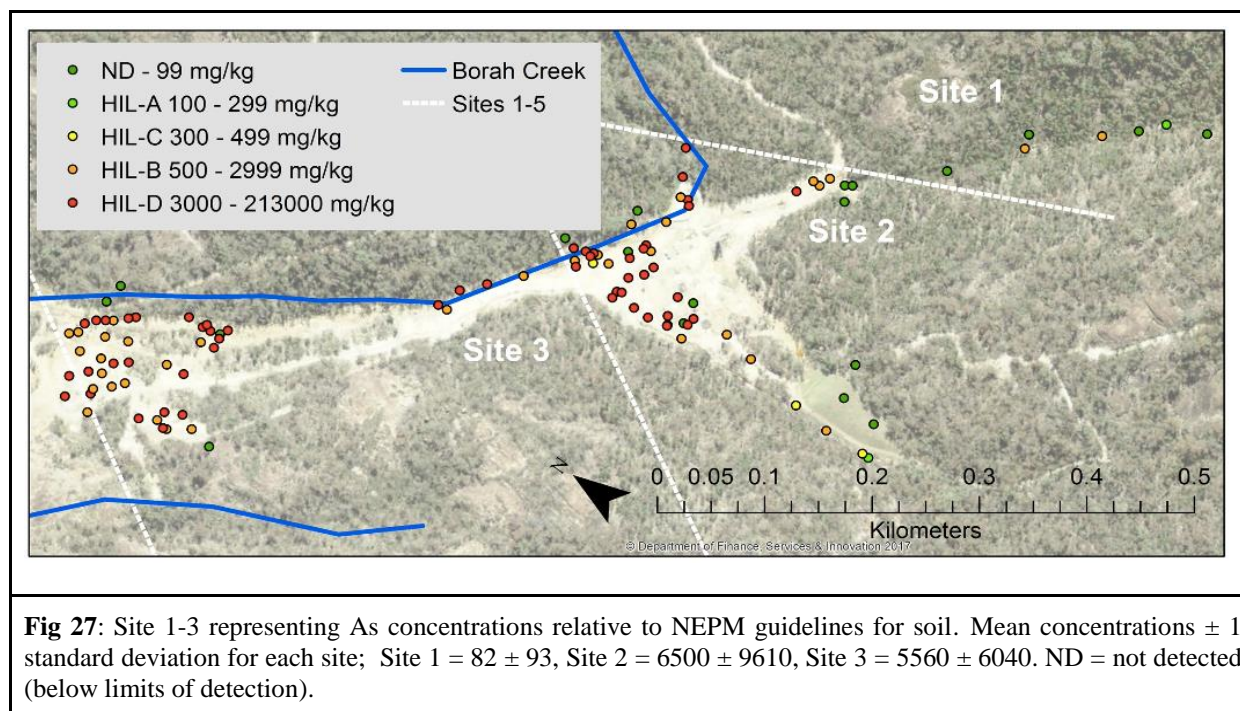 ND - 99 mg/kg
HIL-A 100 - 299 mg/kg
HIL-C 300 - 499 mg/kg
HIL-B 500 - 2999 mg/kg
HIL-D 3000 - 213000 mg/kg
Borah Creek
Sites 1-5
Site 1
Site 2
Site 3
N
0 0.05 0.1 0.2 0.3 0.4 0.5
Kilometers
© Department of Finance, Services & Innovation 2017
Fig 27: Site 1-3 representing As concentrations relative to NEPM guidelines for soil. Mean concentrations ± 1
standard deviation for each site; Site 1 = 82 ± 93, Site 2 = 6500 ± 9610, Site 3 = 5560 ± 6040. ND = not detected
(below limits of detection).